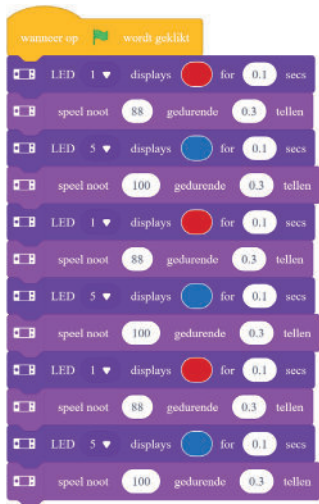 wanneer op wordt geklikt
LED 1 displays for 0.1 secs
speel noot 88 gedurende 0.3 tellen
LED 5 displays for 0.1 secs
speel noot 100 gedurende 0.3 tellen
LED 1 displays for 0.1 secs
speel noot 88 gedurende 0.3 tellen
LED 5 displays for 0.1 secs
speel noot 100 gedurende 0.3 tellen
LED 1 displays for 0.1 secs
speel noot 88 gedurende 0.3 tellen
LED 5 displays for 0.1 secs
speel noot 100 gedurende 0.3 tellen